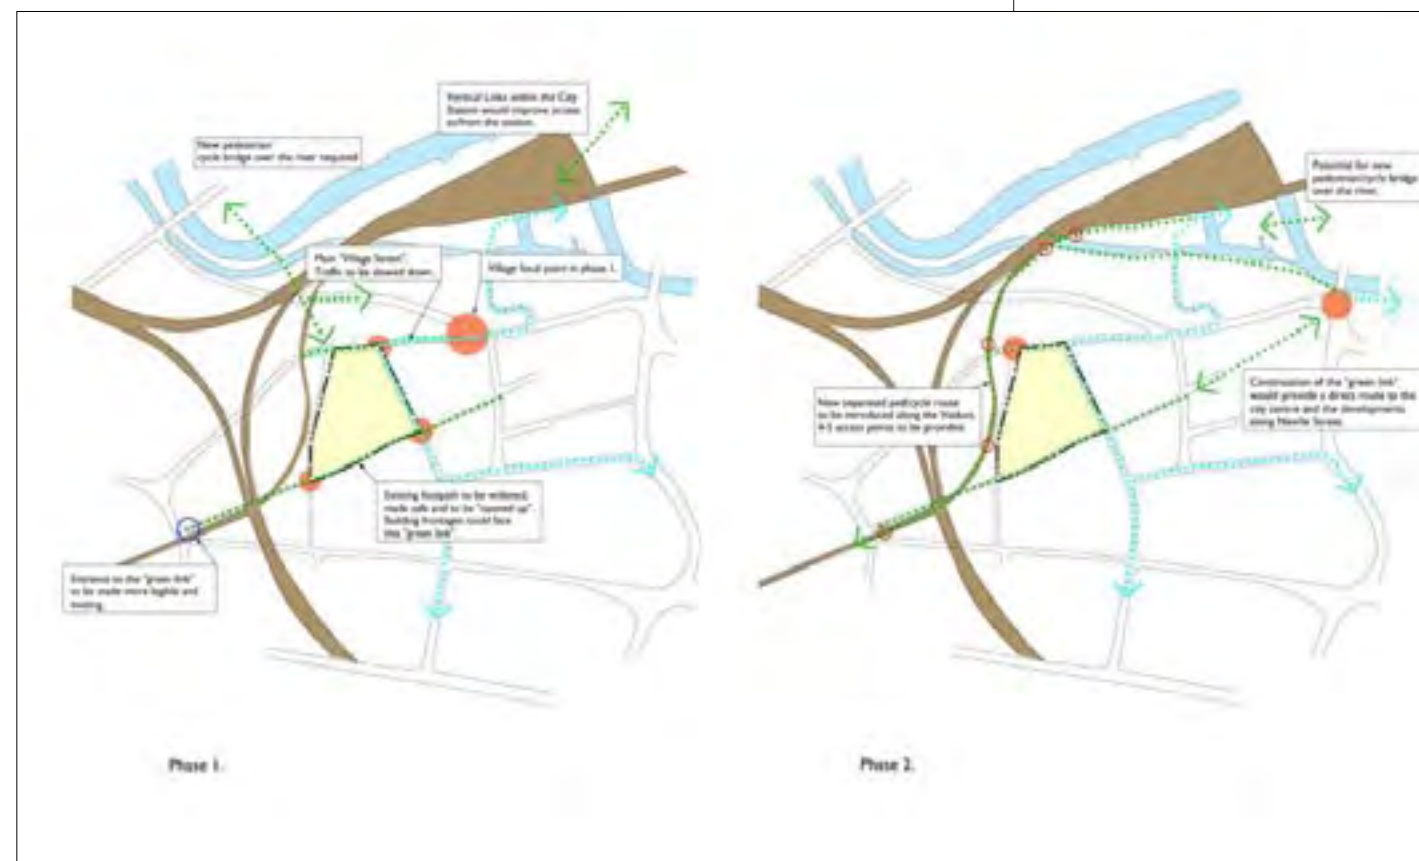 Vertical Links within the City
Station would improve access
to/from the station.
New pedestrian
cycle bridge over the river required
Main "Village Street".
Traffic to be slowed down.
Village focal point in phase 1.
Existing footpath to be widened,
made safe and to be "opened up".
Building frontages could face
this "green link"
Entrance to the "green link"
to be made more legible and
inviting.
Phase 1.
Potential for new
pedestrian/cycle bridge
over the river.
New separated ped/cycle route
to be introduced along the Viaduct.
4-5 access points to be provided.
Continuation of the "green link"
would provide a direct route to the
city centre and the developments
along Street.
Phase 2.